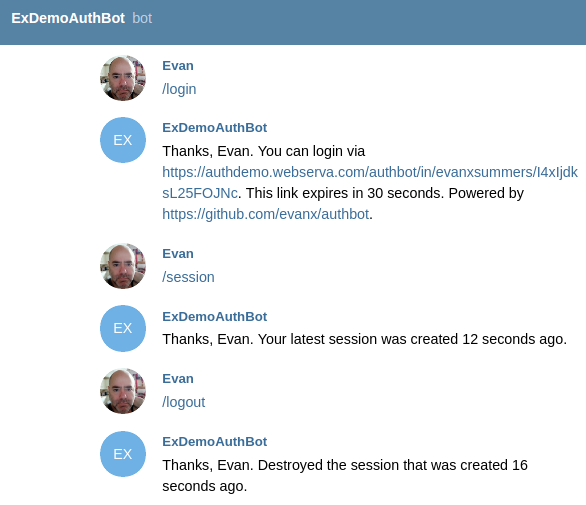 ExDemoAuthBot bot
Evan
/login
EX
ExDemoAuthBot
Thanks, Evan. You can login via
https://authdemo.webserva.com/authbot/in/evanxsummers/I4xIjdk
sL25FOJNc. This link expires in 30 seconds. Powered by
https://github.com/evanx/authbot.
Evan
/session
EX
ExDemoAuthBot
Thanks, Evan. Your latest session was created 12 seconds ago.
Evan
/logout
EX
ExDemoAuthBot
Thanks, Evan. Destroyed the session that was created 16
seconds ago.